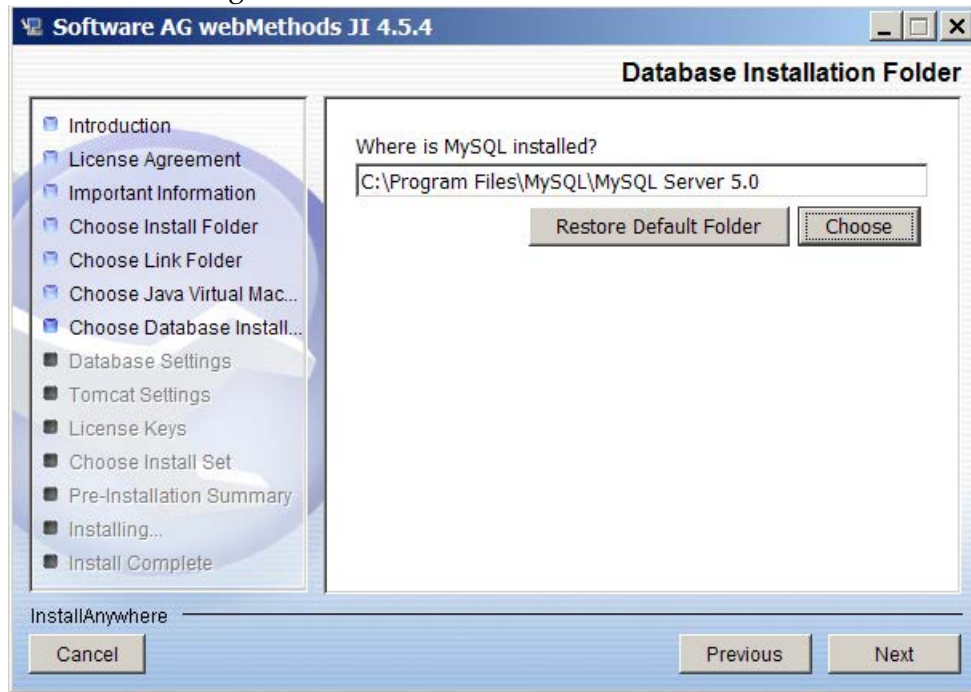 Software AG webMethods JI 4.5.4
Database Installation Folder
Introduction
License Agreement
Important Information
Choose Install Folder
Choose Link Folder
Choose Java Virtual Mac...
Choose Database Install...
Database Settings
Tomcat Settings
License Keys
Choose Install Set
Pre-Installation Summary
Installing...
Install Complete
Where is MySQL installed?
C:\Program Files\MySQL\MySQL Server 5.0
Restore Default Folder Choose
InstallAnywhere
Cancel Previous Next